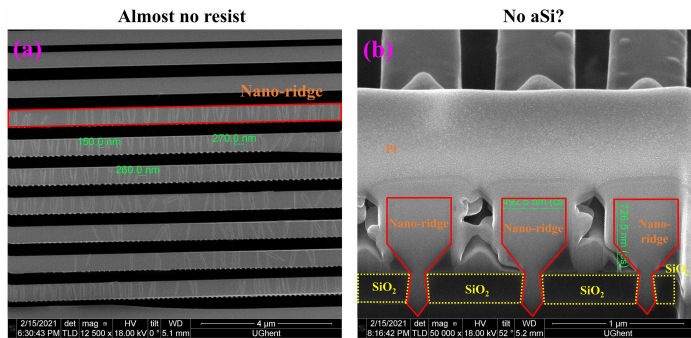 Almost no resist
No aSi?
(a)
Nano-ridge
150.0 nm
270.0 nm
260.0 nm
2/15/2021 det mag HV tilt WD
6:30:43 PM TLD 12 500 x 18.00 kV 0 ° 5.1 mm
4 µm
UGhent
(b)
Pt
Nano-ridge
Nano-ridge
Nano-ridge
SiO2
SiO2
SiO2
SiO2
2/15/2021 det mag HV tilt WD
8:16:42 PM TLD 50 000 x 18.00 kV 52 ° 5.2 mm
1 µm
UGhent